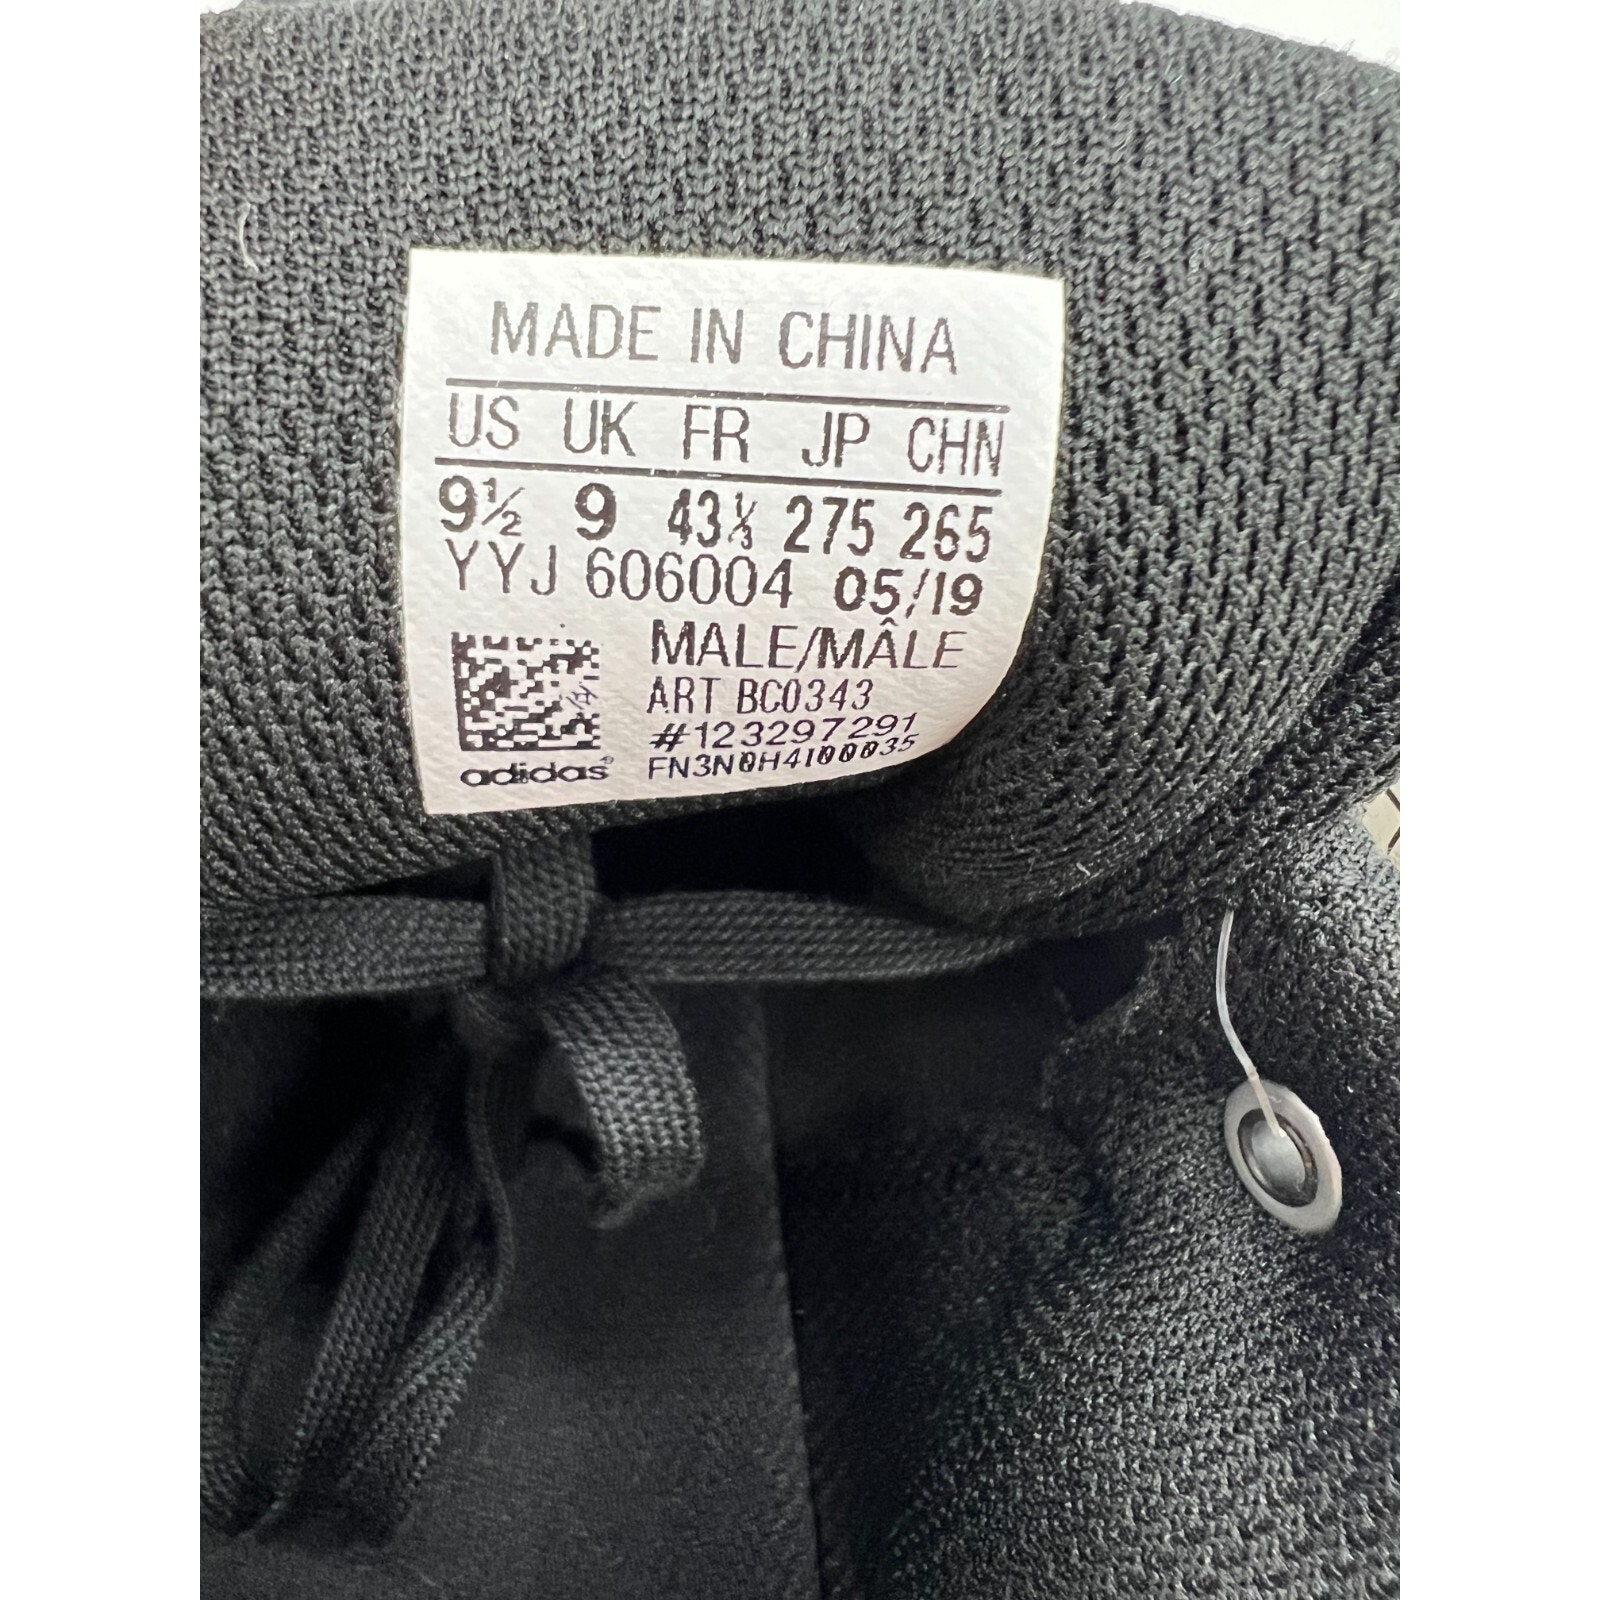 MADE IN CHINA
US UK FR JP CHN
9½ 9 43⅓ 275 265
YYJ 606004 05/19
MALE/MÂLE
ART BC0343
#123297291
FN3N0H4I00035
adidas®